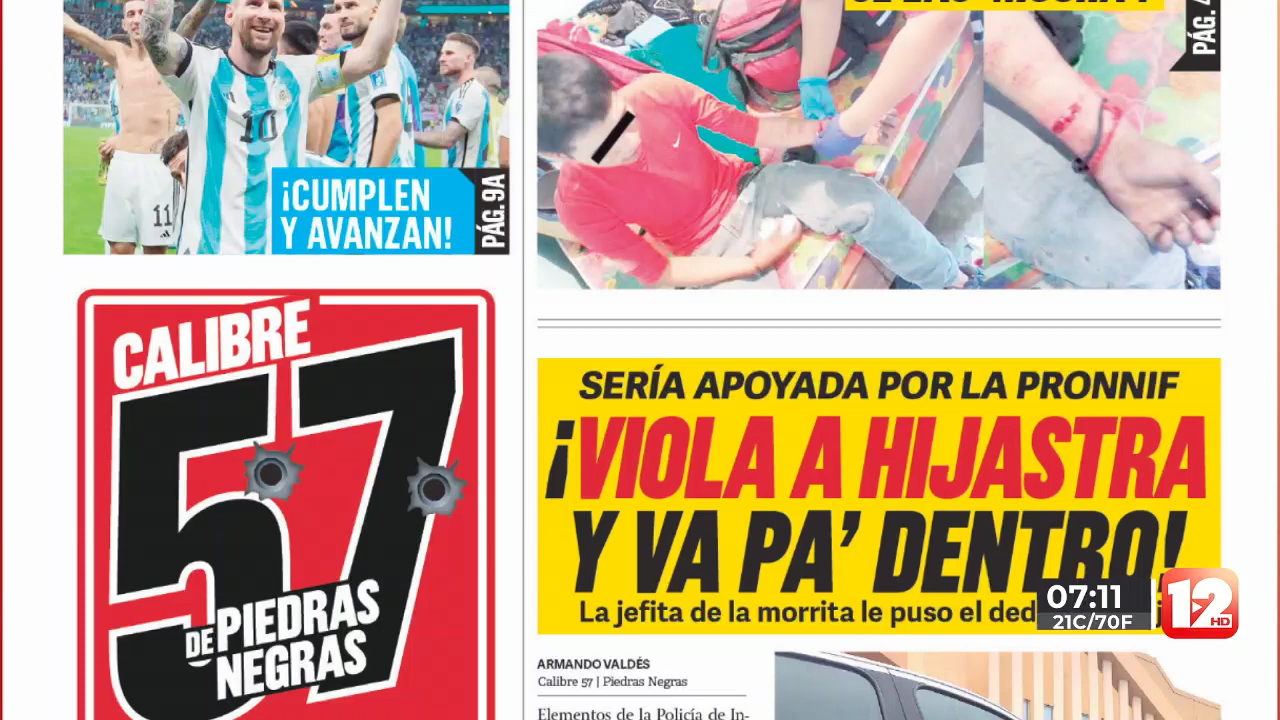 ¡CUMPLEN
Y AVANZAN!
PÁG. 9A
PÁG.
CALIBRE
57
DE PIEDRAS
NEGRAS
SERÍA APOYADA POR LA PRONNIF
¡VIOLA A HIJASTRA
Y VA PA’ DENTRO!
La jefita de la morrita le puso el
ARMANDO VALDÉS
Calibre 57 | Piedras Negras
Elementos de la Policía de In-
10
11
07:11
21C/70F
12
HD